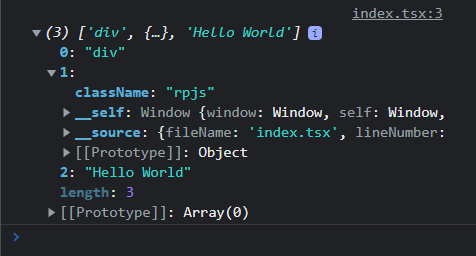 index.tsx:3
▼(3) ['div', {…}, 'Hello World'] i
0: "div"
▼1:
className: "rpjs"
▶__self: Window {window: Window, self: Window,
▶__source: {fileName: 'index.tsx', lineNumber:
▶[[Prototype]]: Object
2: "Hello World"
length: 3
▶[[Prototype]]: Array(0)
>